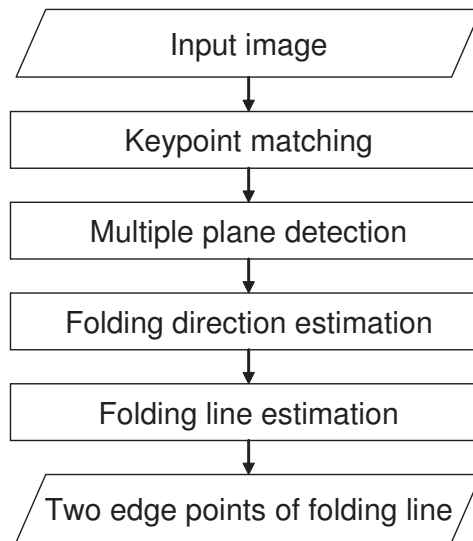 Input image
Keypoint matching
Multiple plane detection
Folding direction estimation
Folding line estimation
Two edge points of folding line